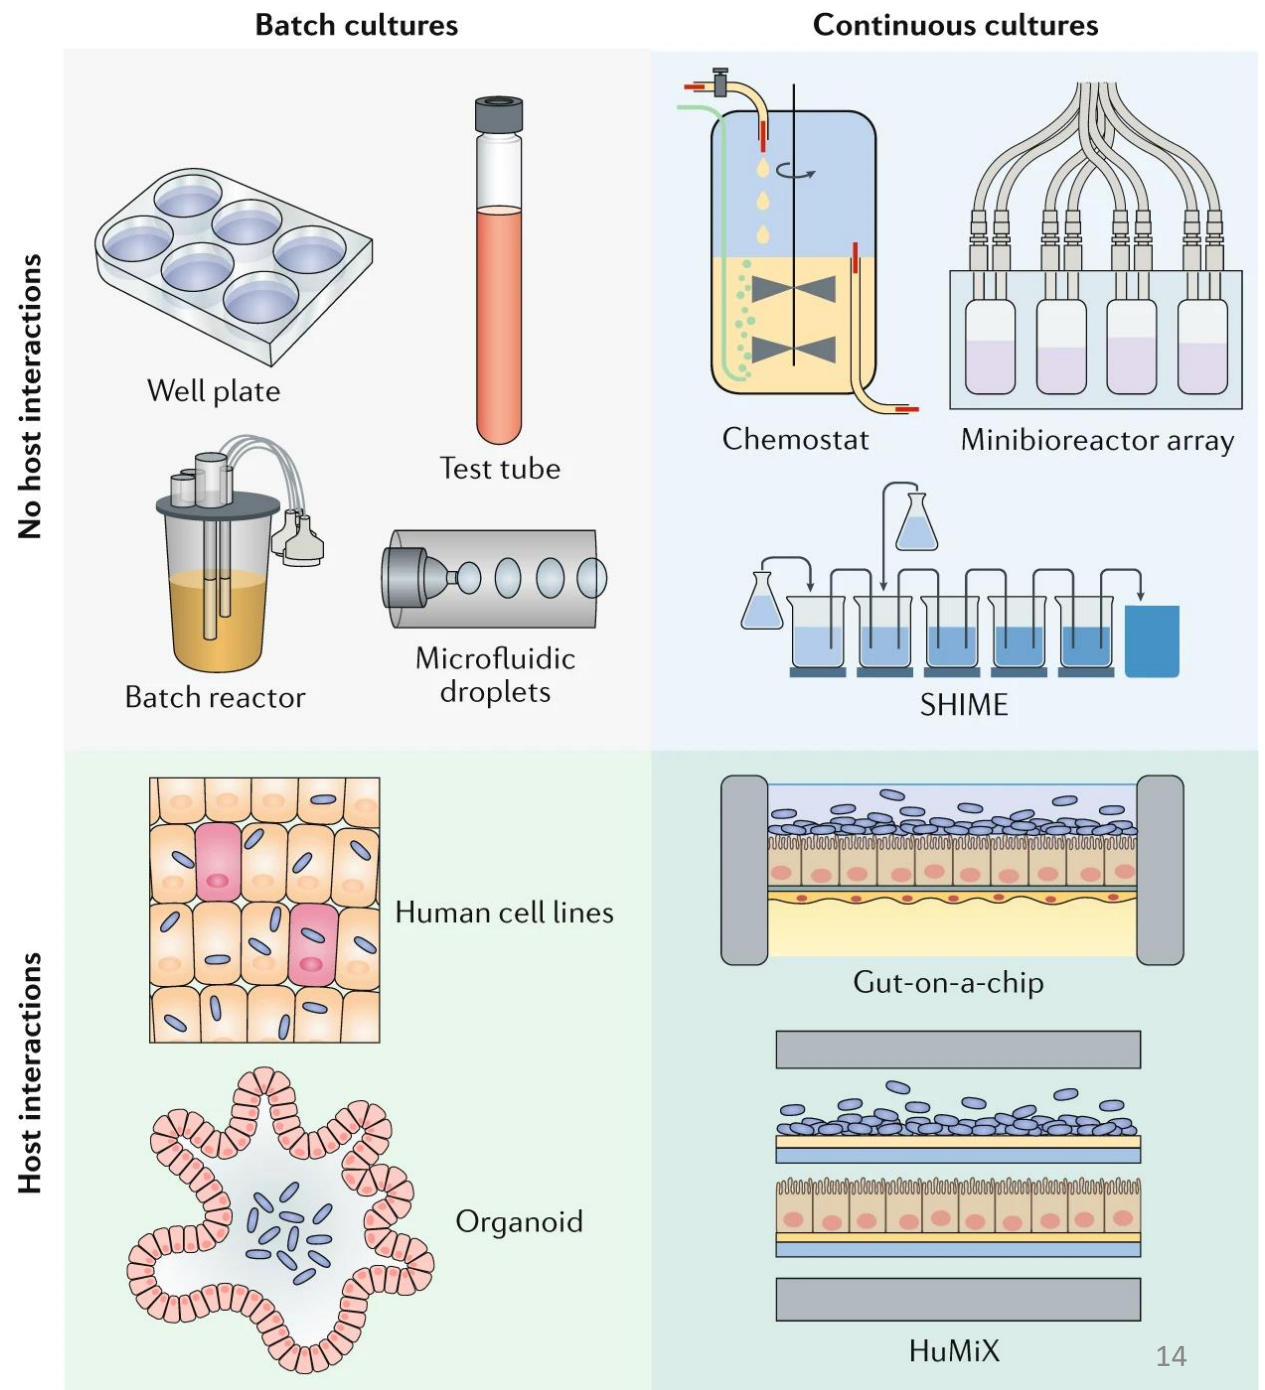 Batch cultures
Continuous cultures
No host interactions
Well plate
Test tube
Batch reactor
Microfluidic
droplets
Chemostat
Minibioreactor array
SHIME
Host interactions
Human cell lines
Organoid
Gut-on-a-chip
HuMiX
14